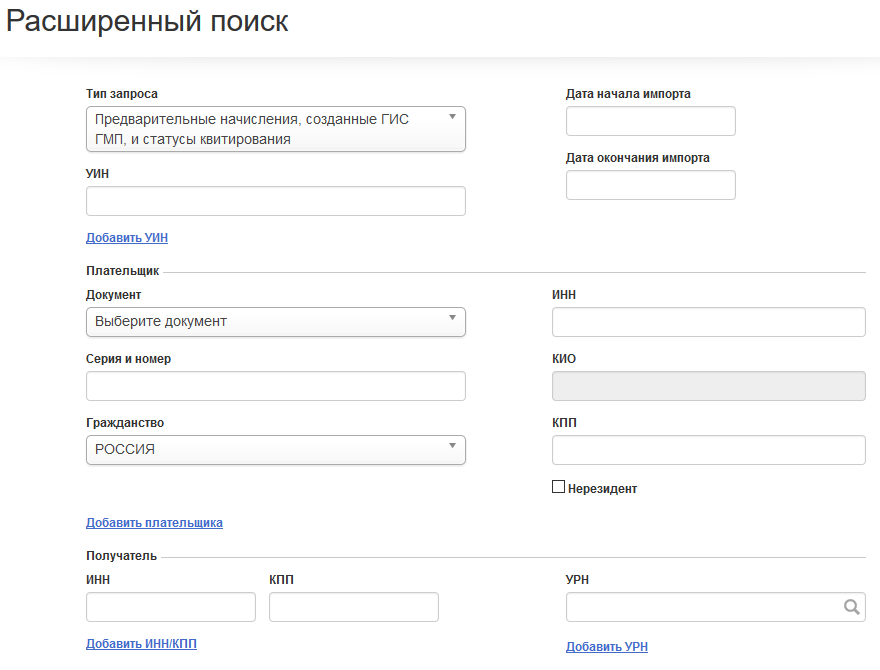 Расширенный поиск
Тип запроса
Предварительные начисления, созданные ГИС
ГМП, и статусы квитирования
Дата начала импорта
Дата окончания импорта
УИН
Добавить УИН
Плательщик
Документ
Выберите документ
ИНН
Серия и номер
КИО
Гражданство
РОССИЯ
КПП
Нерезидент
Добавить плательщика
Получатель
ИНН
КПП
УРН
Добавить ИНН/КПП
Добавить УРН